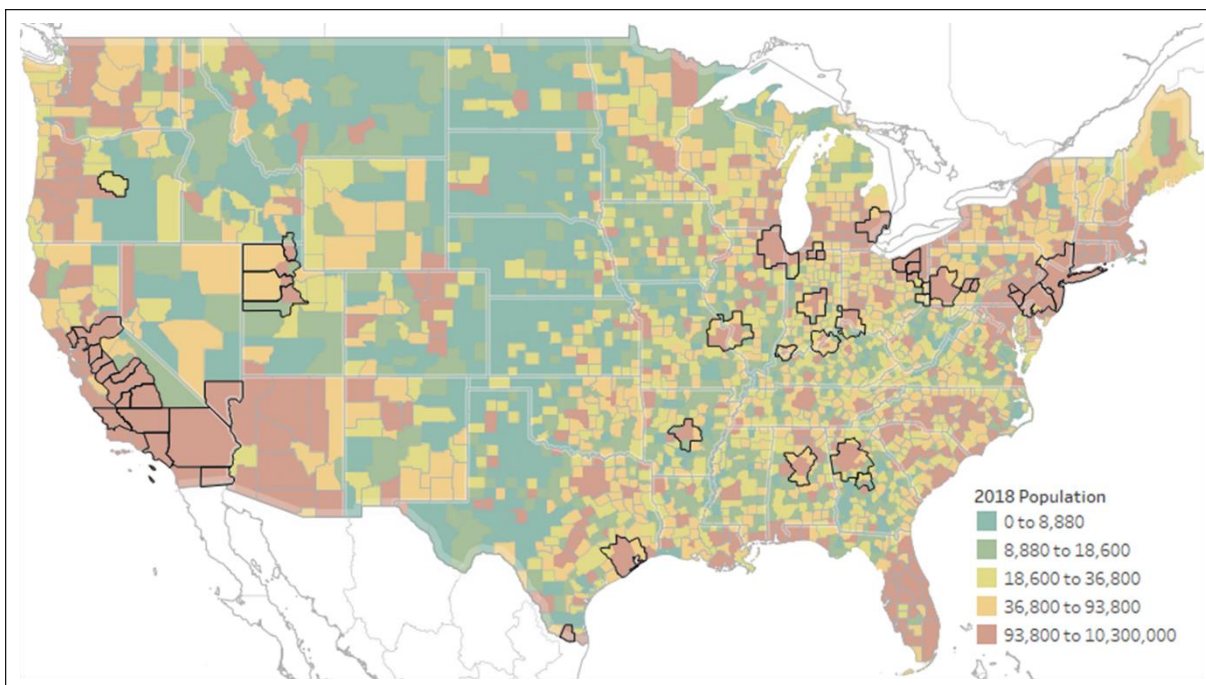 2018 Population
0 to 8,880
8,880 to 18,600
18,600 to 36,800
36,800 to 93,800
93,800 to 10,300,000